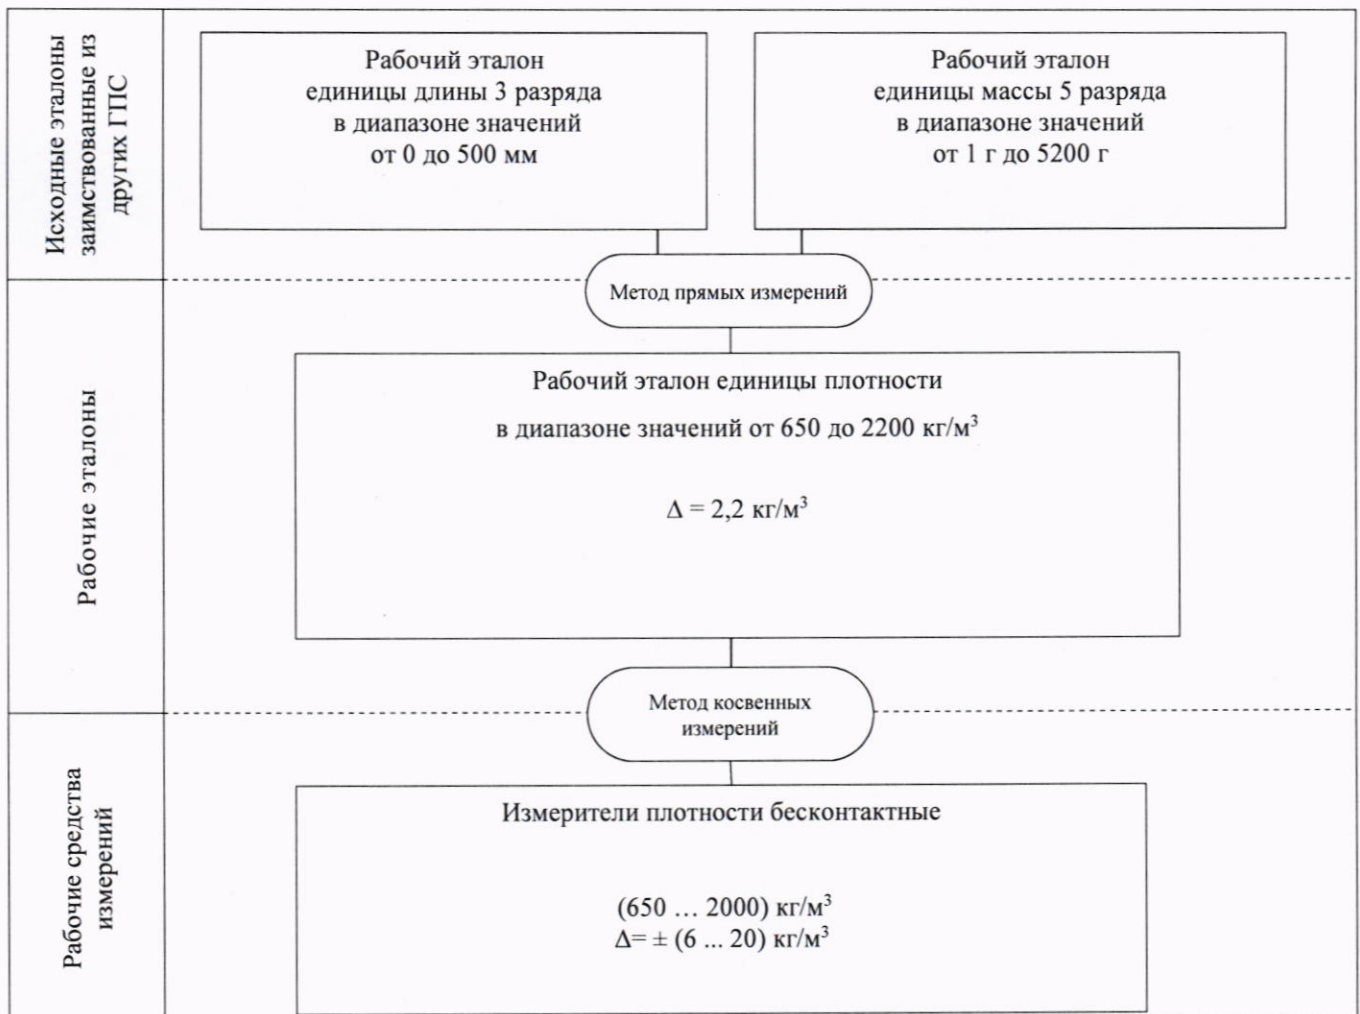 Исходные эталоны
заимствованные из
других ГПС
Рабочий эталон
единицы длины 3 разряда
в диапазоне значений
от 0 до 500 мм
Рабочий эталон
единицы массы 5 разряда
в диапазоне значений
от 1 г до 5200 г
Метод прямых измерений
Рабочие эталоны
Рабочий эталон единицы плотности
в диапазоне значений от 650 до 2200 кг/м³
Δ = 2,2 кг/м³
Метод косвенных
измерений
Рабочие средства
измерений
Измерители плотности бесконтактные
(650 … 2000) кг/м³
Δ= ± (6 ... 20) кг/м³